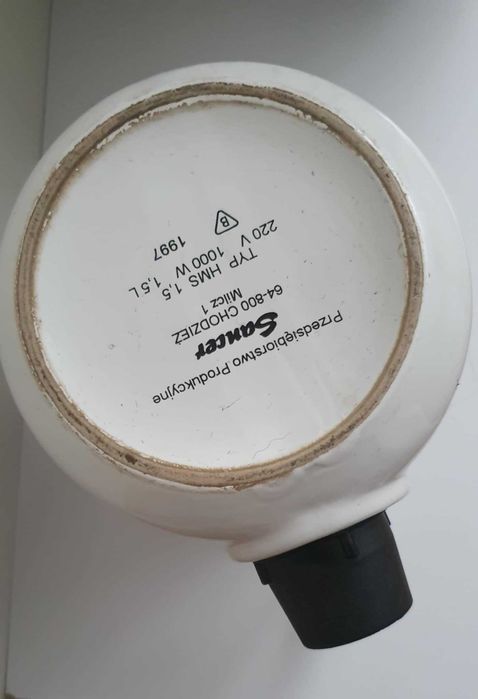 Przedsiębiorstwo Produkcyjne
Sancer
64-800 CHODZIEŻ
Milcz 1
TYP HMS 1,5
220 V 1000 W 1,5 L
1997
B